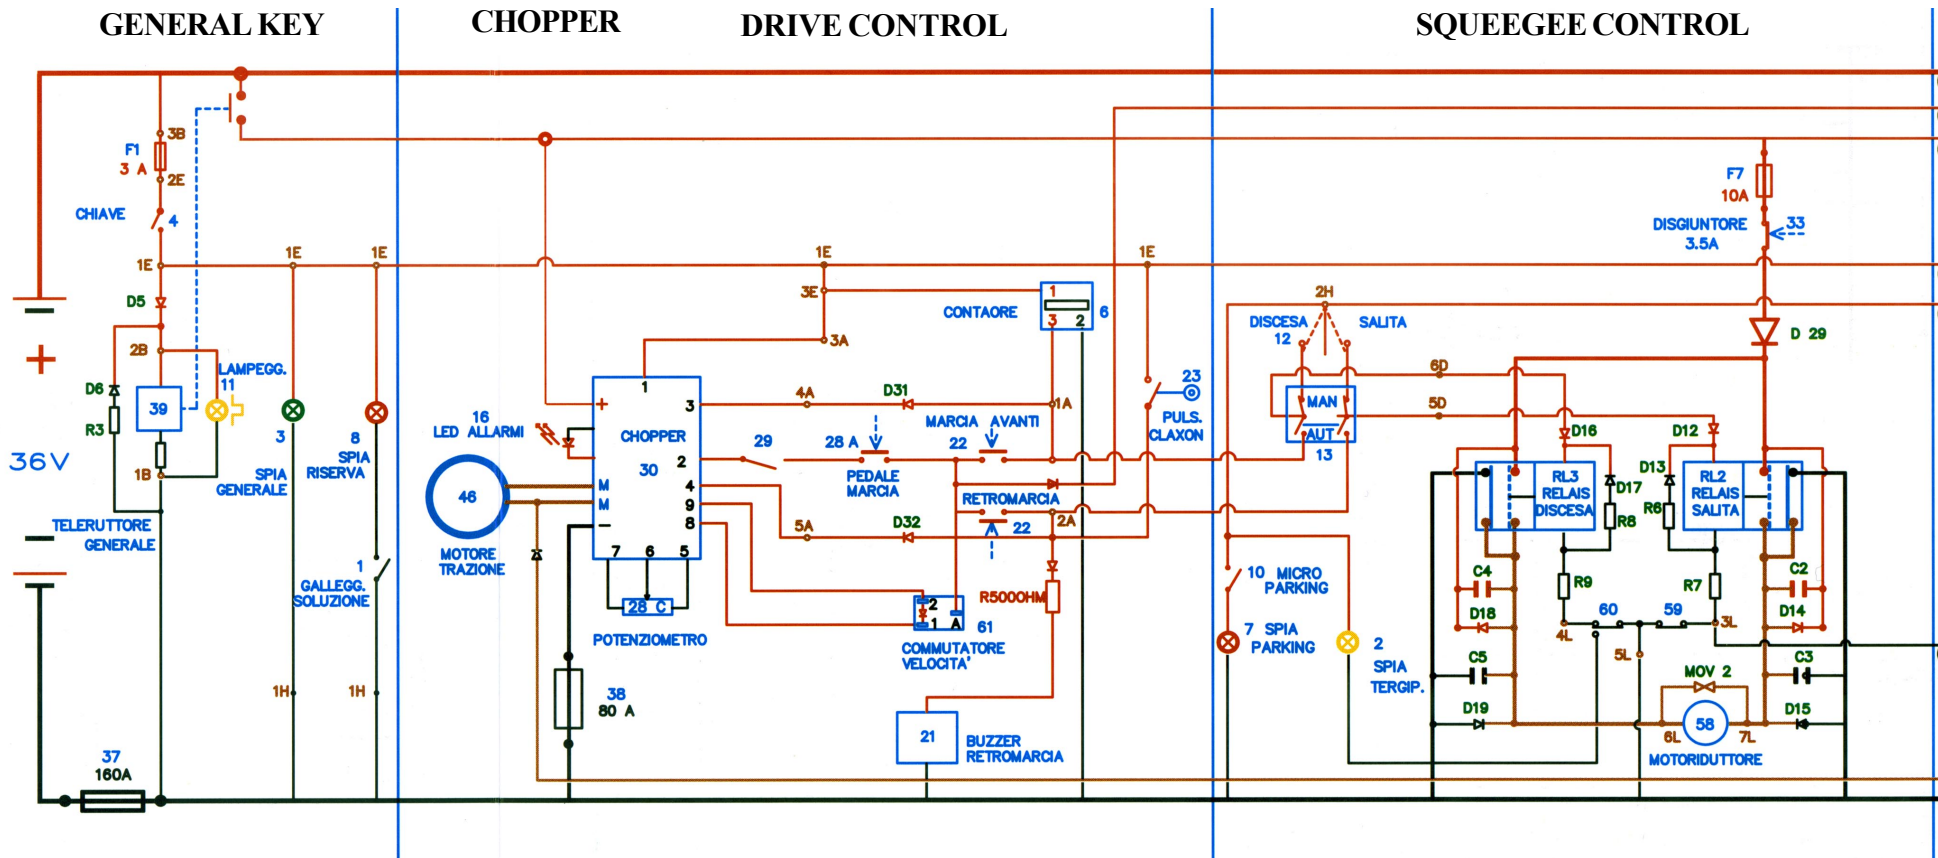 GENERAL KEY
CHOPPER
DRIVE CONTROL
SQUEEGEE CONTROL
3B
F1
3 A
2E
CHIAVE
4
1E
1E
1E
D5
2B
LAMPEGG.
11
D6
39
R3
3
8
SPIA
RISERVA
SPIA
GENERALE
36V
1B
TELERUTTORE
GENERALE
1
GALLEGG.
SOLUZIONE
1H
1H
37
160A
1E
1E
3E
3A
CONTAORE
1
3 2
6
1
+
3
4A
D31
1A
CHOPPER
30
2
4
9
8
M
M
−
7 6 5
16
LED ALLARMI
46
MOTORE
TRAZIONE
29
28 A
PEDALE
MARCIA
MARCIA AVANTI
22
RETROMARCIA
22
2A
5A
D32
23
PULS.
CLAXON
28 C
POTENZIOMETRO
2
1 A
61
COMMUTATORE
VELOCITA'
R500OHM
38
80 A
21
BUZZER
RETROMARCIA
F7
10A
DISGIUNTORE
3.5A
33
2H
DISCESA
12
SALITA
D 29
6D
5D
MAN
AUT
13
D16
D12
RL3
RELAIS
DISCESA
D17
R8
D13
R6
RL2
RELAIS
SALITA
10 MICRO
PARKING
7 SPIA
PARKING
2
SPIA
TERGIP.
C4
D18
R9
R7
C2
D14
60
59
4L
3L
5L
C5
C3
MOV 2
D19
D15
58
6L
7L
MOTORIDUTTORE